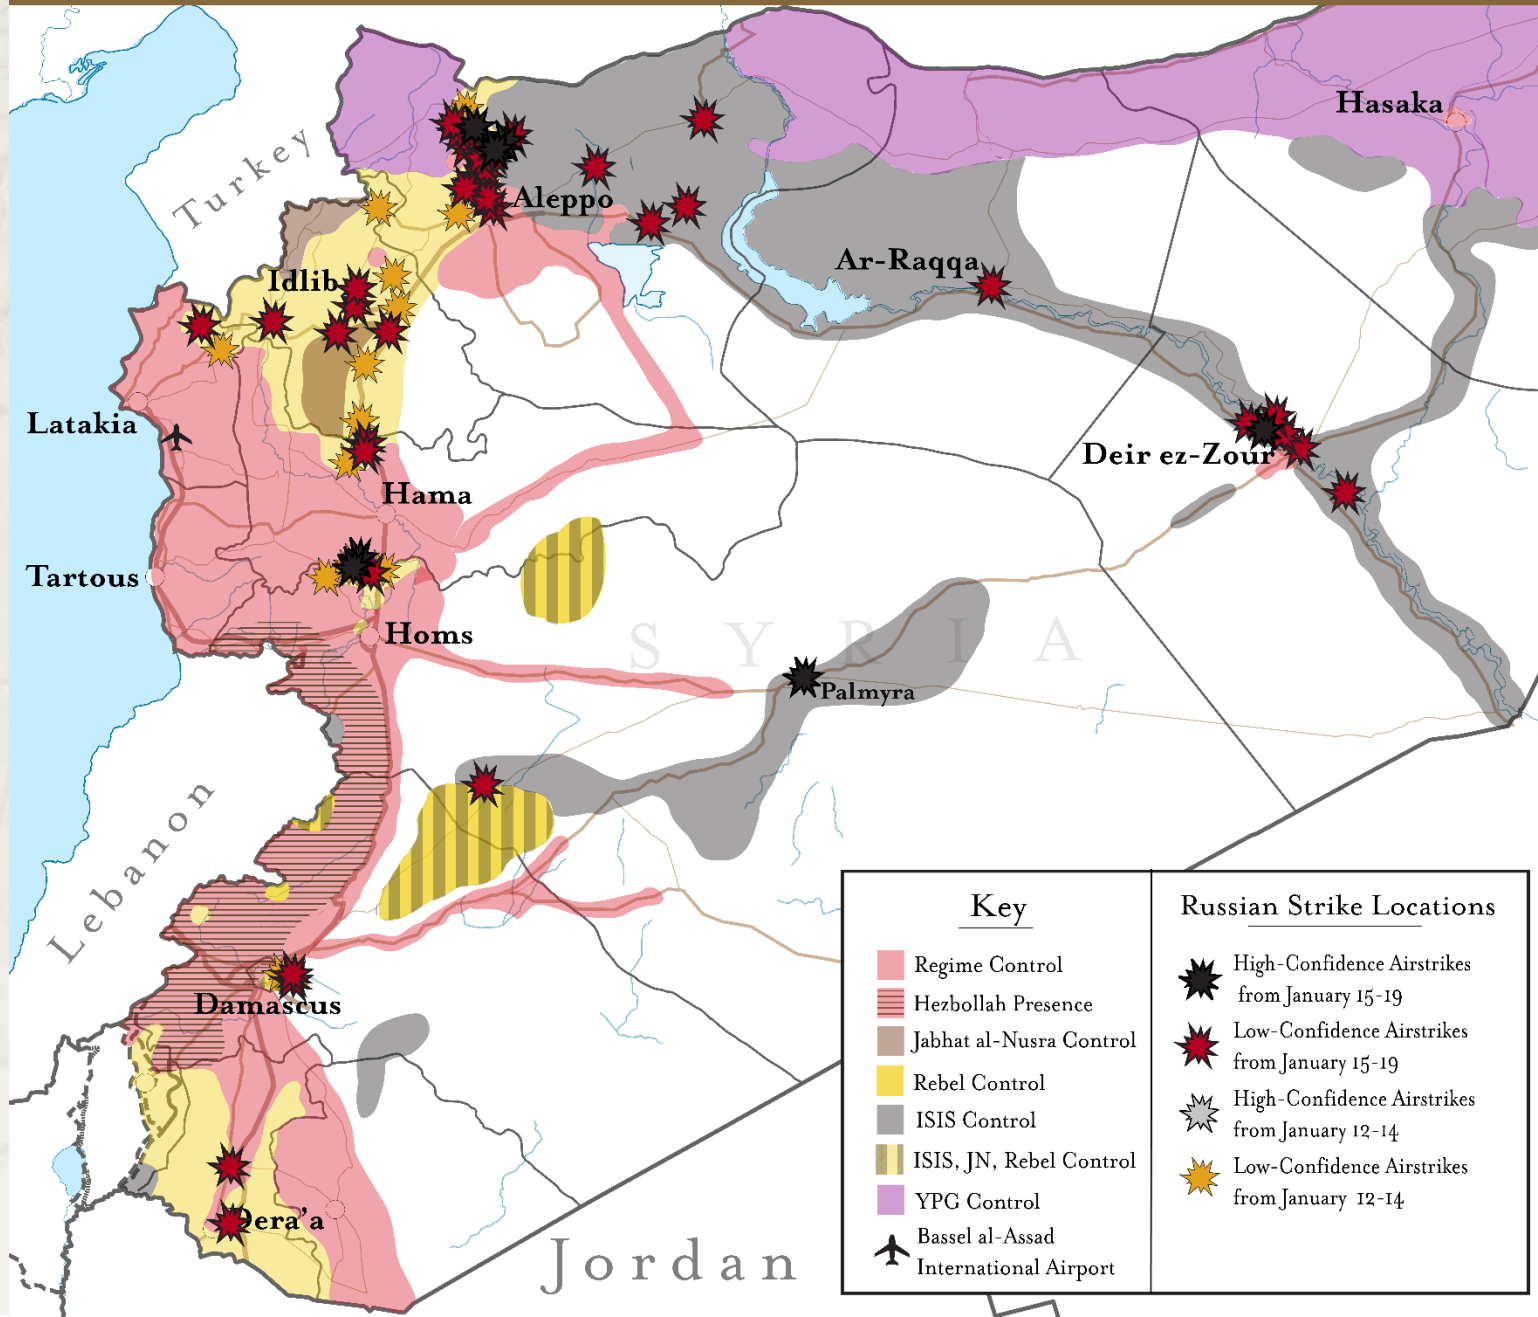 Hasaka
Turkey
Aleppo
Ar-Raqqa
Idlib
Latakia
Deir ez-Zour
Hama
Tartous
Homs
SYRIA
Palmyra
Lebanon
Damascus
Dera'a
Jordan
Key
Regime Control
Hezbollah Presence
Jabhat al-Nusra Control
Rebel Control
ISIS Control
ISIS, JN, Rebel Control
YPG Control
Bassel al-Assad
International Airport
Russian Strike Locations
High-Confidence Airstrikes
from January 15-19
Low-Confidence Airstrikes
from January 15-19
High-Confidence Airstrikes
from January 12-14
Low-Confidence Airstrikes
from January 12-14